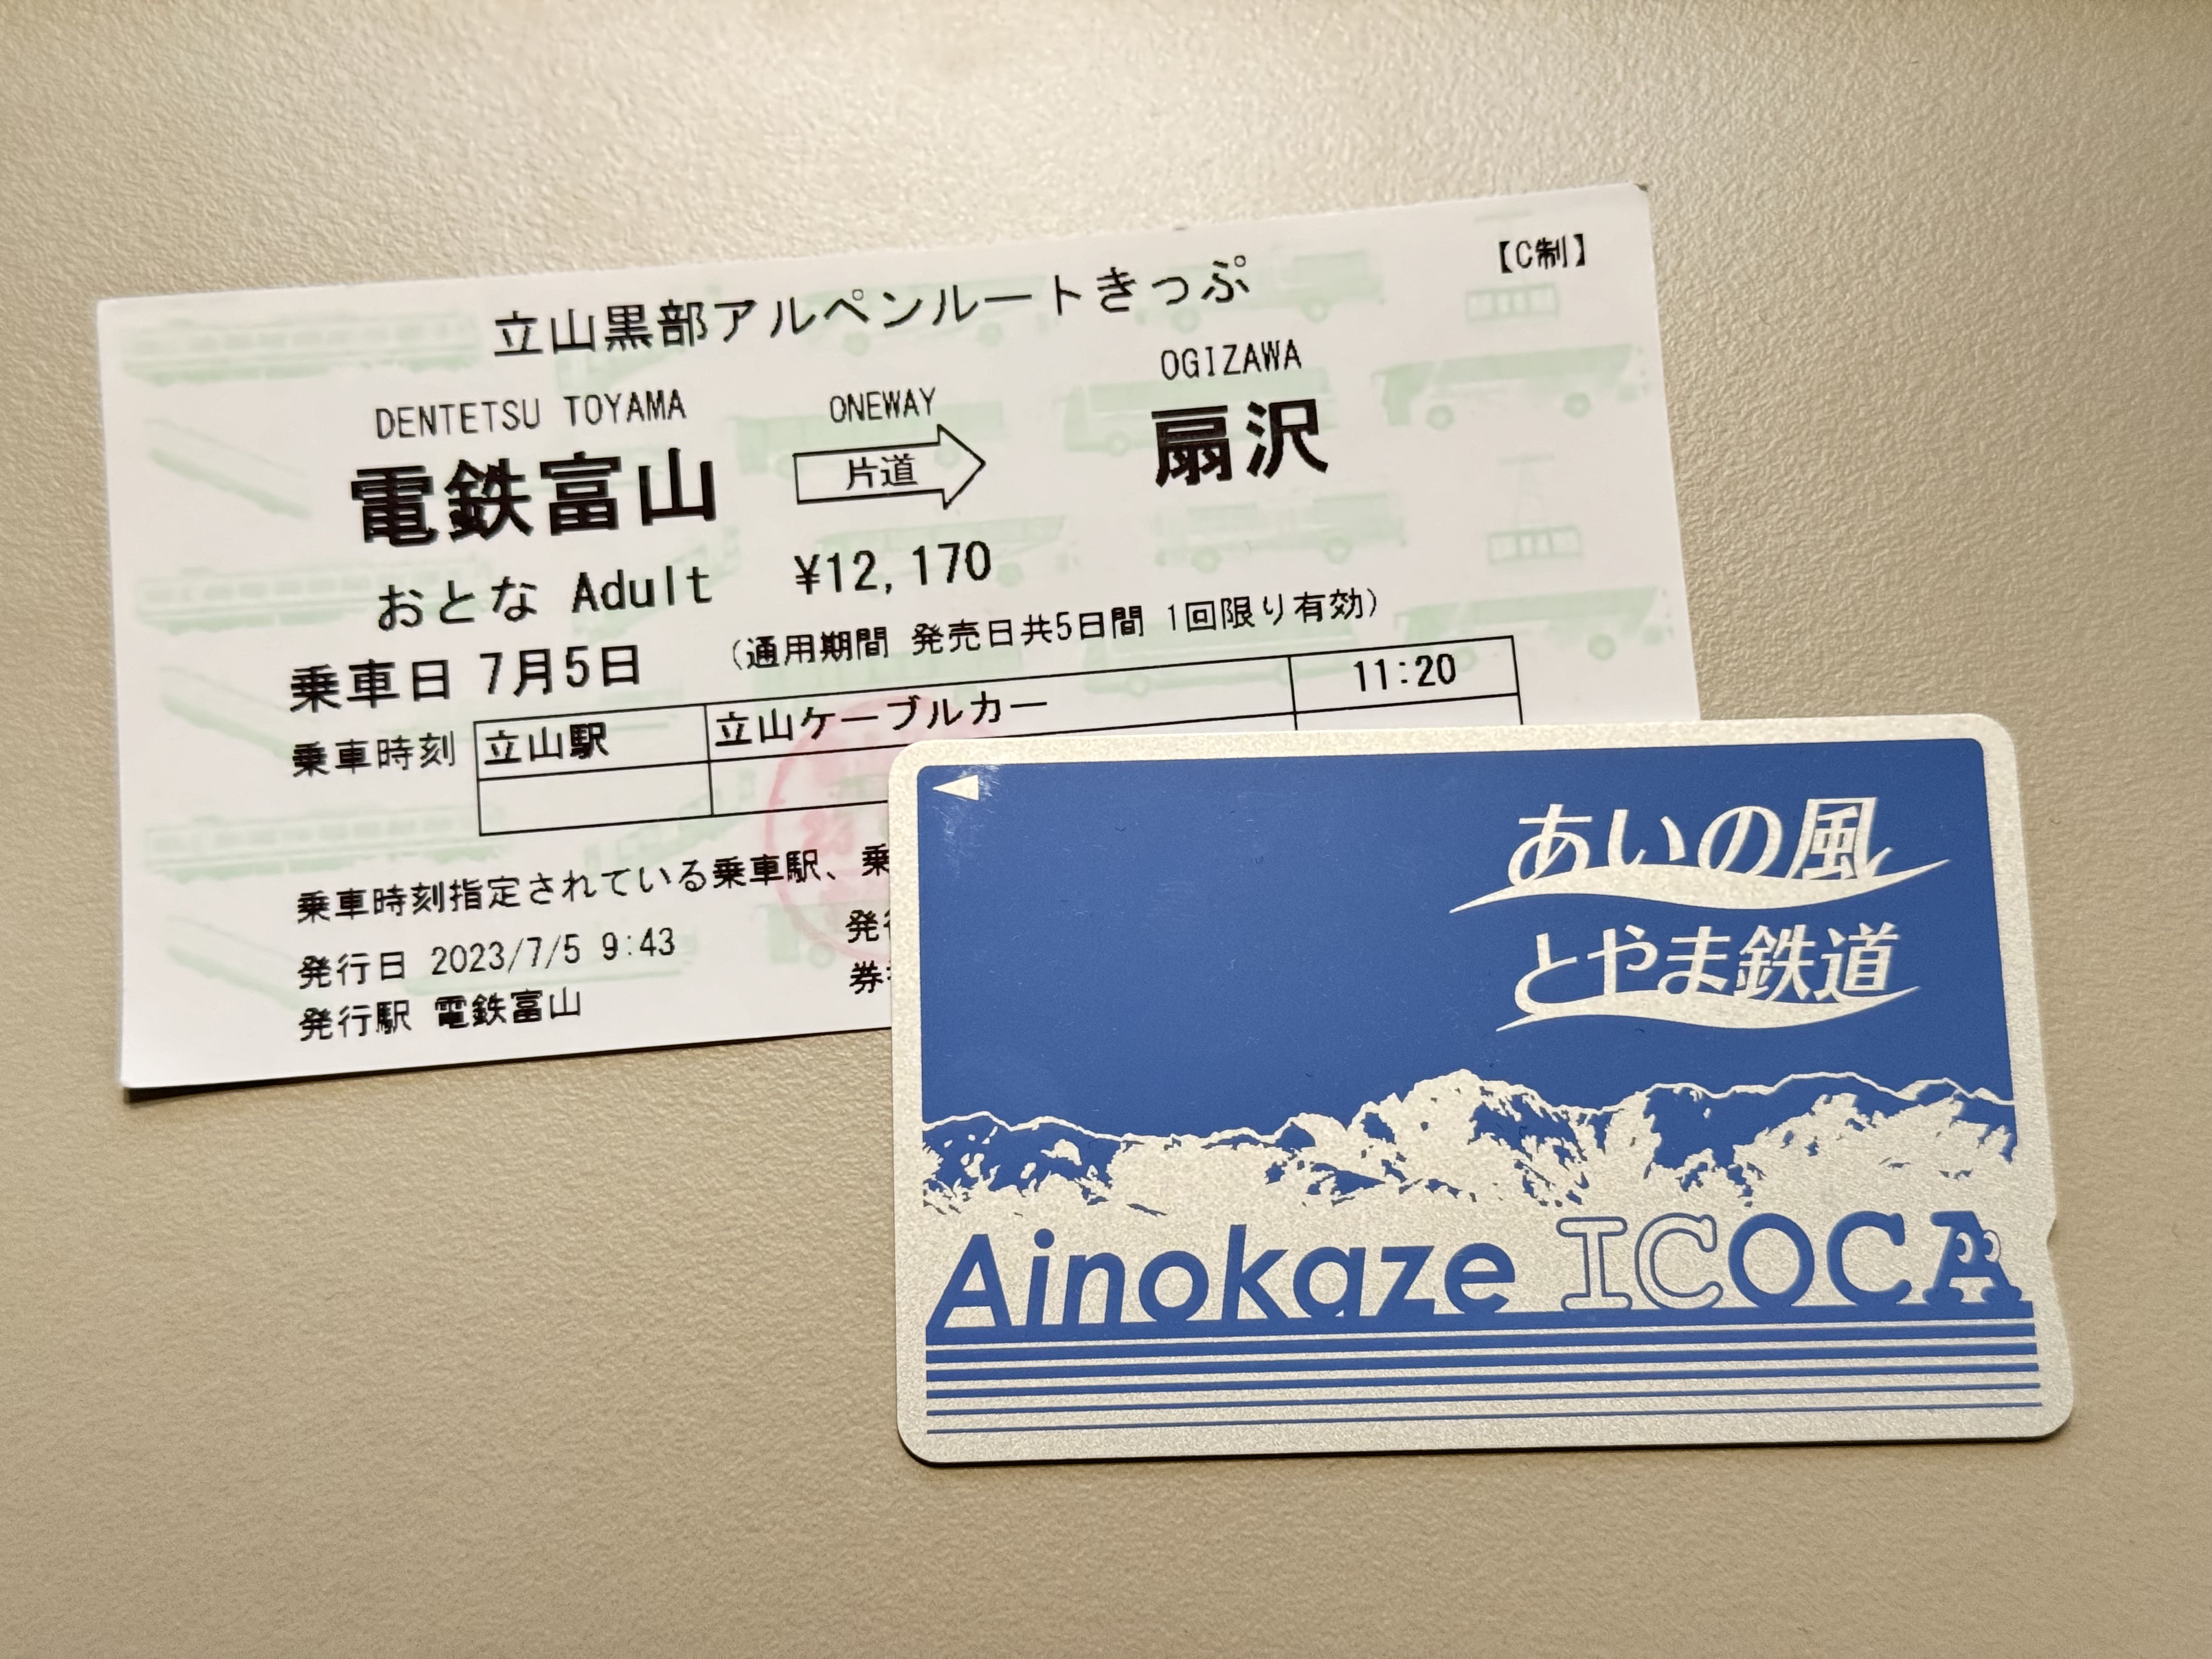 【C制】
立山黒部アルペンルートきっぷ
DENTETSU TOYAMA ONEWAY OGIZAWA
電鉄富山 片道 扇沢
おとな Adult ¥12,170
乗車日 7月5日 (通用期間 発売日共5日間 1回限り有効)
乗車時刻 立山駅 立山ケーブルカー 11:20
乗車時刻指定されている乗車駅、乗
発行日 2023/7/5 9:43
発行駅 電鉄富山
あいの風
とやま鉄道
Ainokaze ICOCA